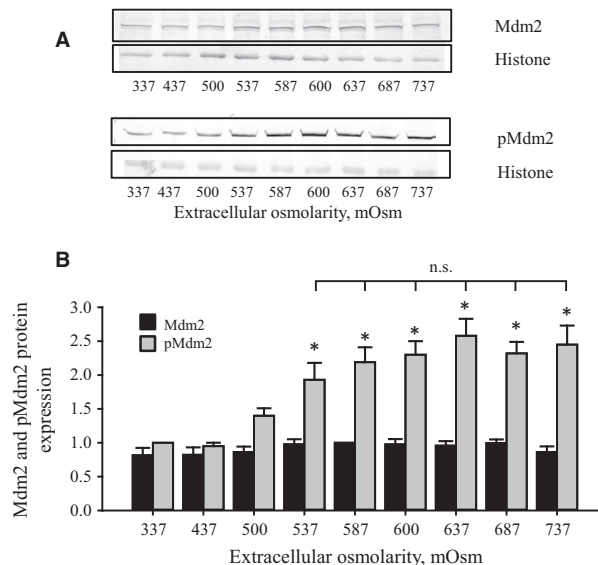 A
Mdm2
Histone
337 437 500 537 587 600 637 687 737
pMdm2
Histone
337 437 500 537 587 600 637 687 737
Extracellular osmolarity, mOsm
B
n.s.
Mdm2 and pMdm2 protein
expression
3.0
2.5
2.0
1.5
1.0
0.5
0.0
Mdm2
pMdm2
* * * * * *
337 437 500 537 587 600 637 687 737
Extracellular osmolarity, mOsm